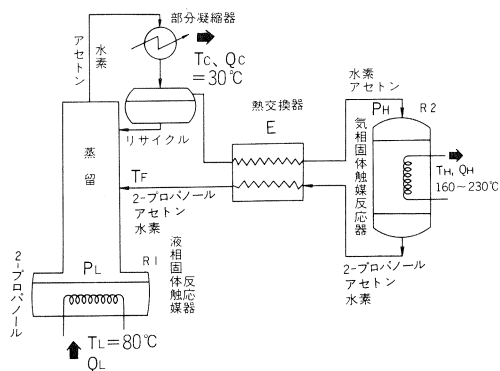 部分凝縮器
アセトン
水素
Tc、Qc
=30℃
リサイクル
蒸留
熱交換器
E
TF
2-プロパノール
アセトン
水素
水素
アセトン
PH
R2
気相固体触媒反応器
TH, QH
160～230℃
2-プロパノール
アセトン
水素
2-プロパノール
PL
R1
液相固体触媒反応器
TL=80℃
QL